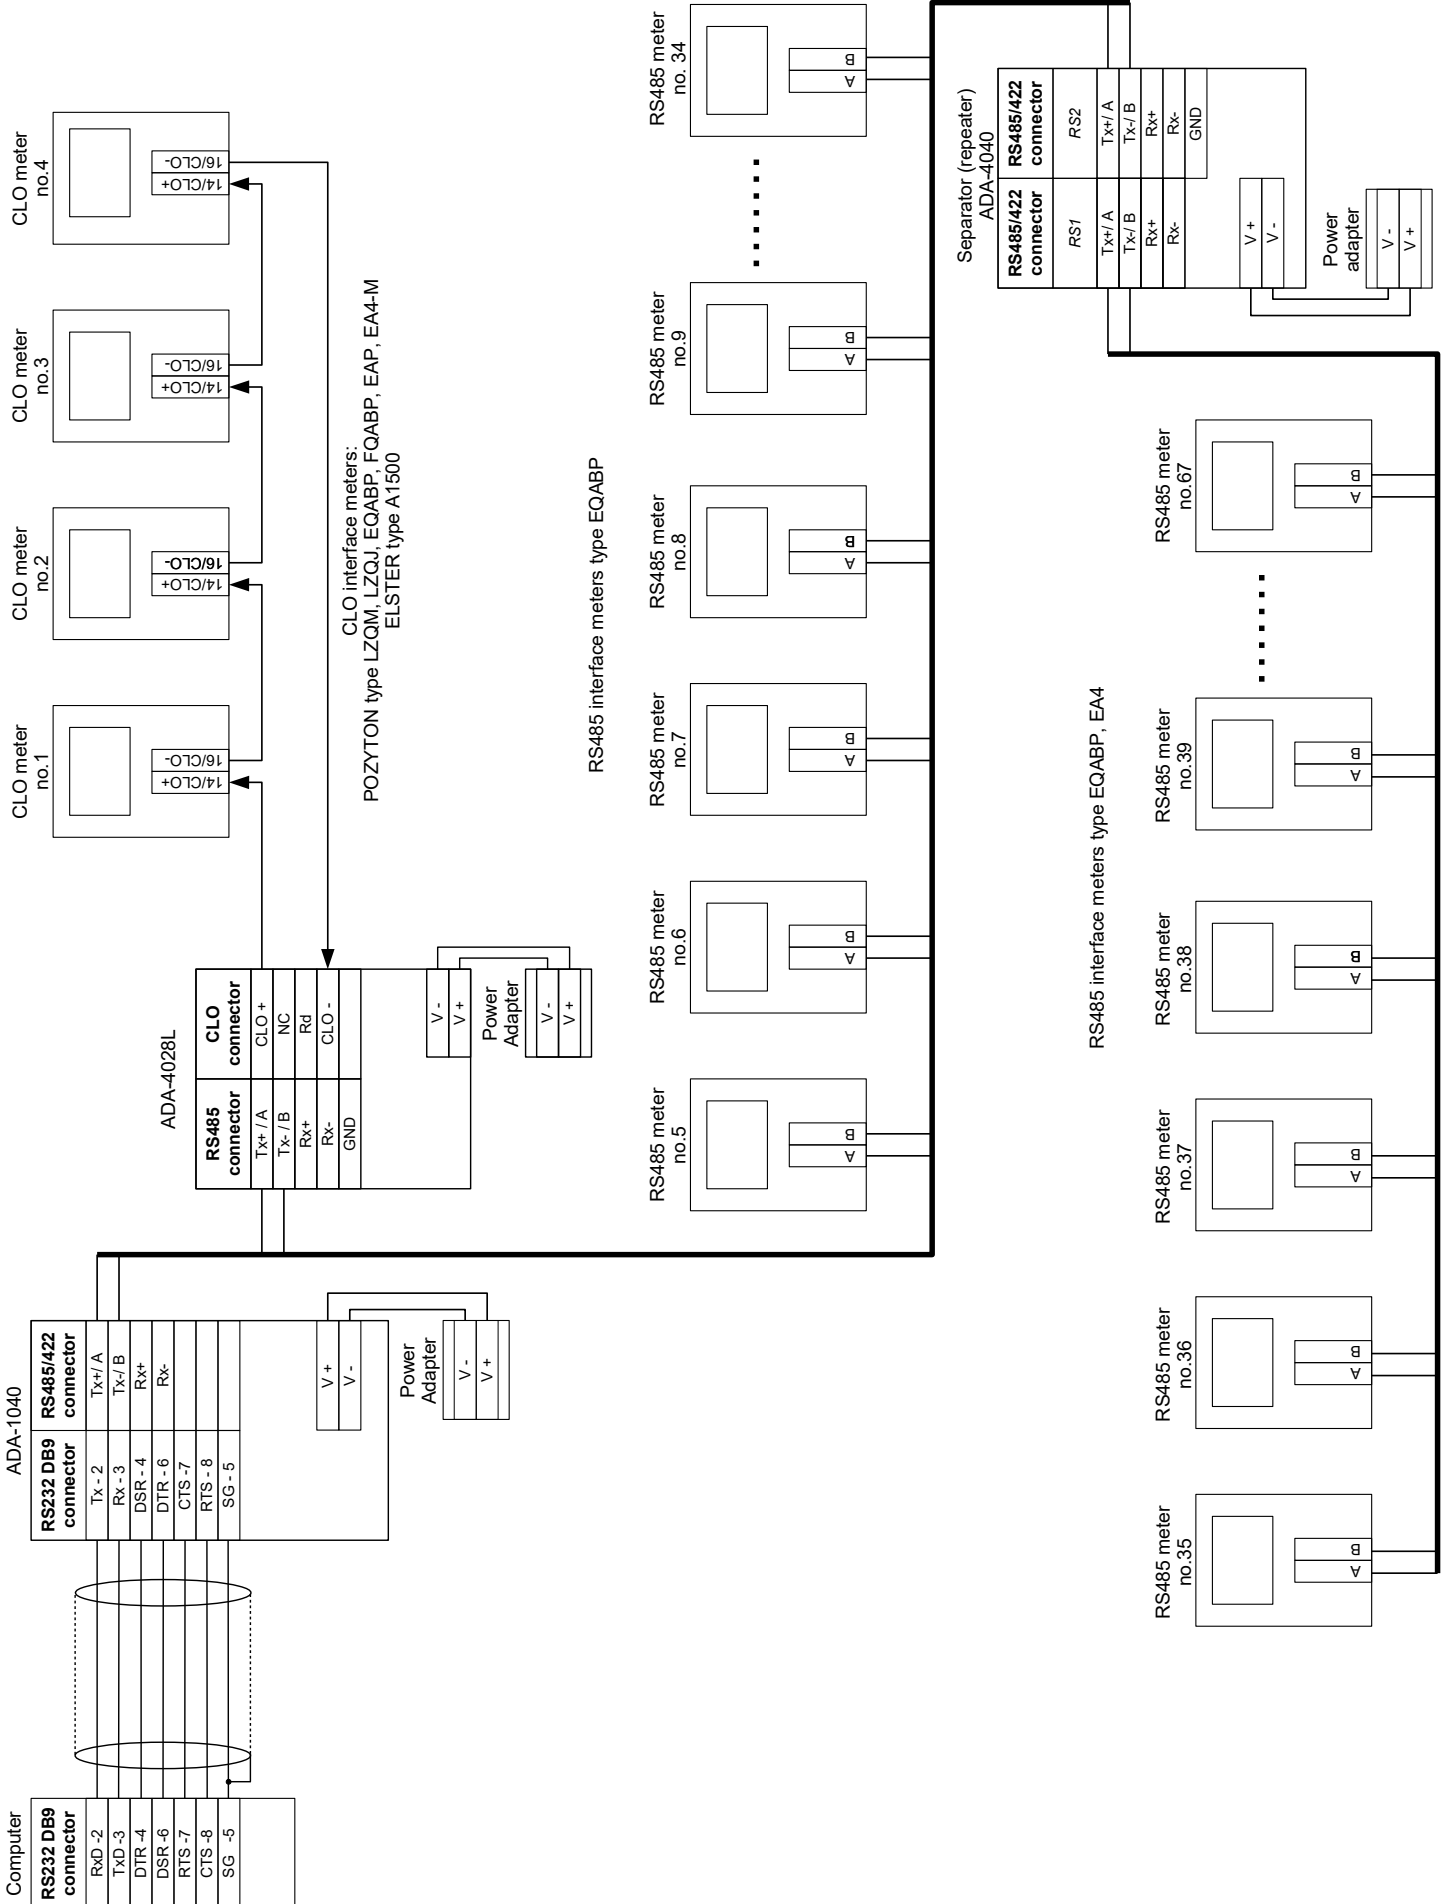 Computer
RS232 DB9
connector
RxD -2
TxD -3
DTR -4
DSR -6
RTS -7
CTS -8
SG -5
ADA-1040
RS232 DB9
connector
Tx - 2
Rx - 3
DSR - 4
DTR - 6
CTS -7
RTS - 8
SG - 5
RS485/422
connector
Tx+/ A
Tx-/ B
Rx+
Rx-
V +
V -
Power
Adapter
V -
V +
ADA-4028L
RS485
connector
Tx+ / A
Tx- / B
Rx+
Rx-
GND
CLO
connector
CLO +
NC
Rd
CLO -
V -
V +
Power
Adapter
V -
V +
CLO meter
no.1
16/CLO-
14/CLO+
CLO meter
no.2
16/CLO-
14/CLO+
CLO meter
no.3
16/CLO-
14/CLO+
CLO meter
no.4
16/CLO-
14/CLO+
CLO interface meters:
POZYTON type LZQM, LZQJ, EQABP, FQABP, EAP, EA4-M
ELSTER type A1500
RS485 interface meters type EQABP
RS485 meter
no.5
A
B
RS485 meter
no.6
A
B
RS485 meter
no.7
A
B
RS485 meter
no.8
A
B
RS485 meter
no.9
A
B
RS485 meter
no. 34
A
B
Separator (repeater)
ADA-4040
RS485/422
connector
RS1
Tx+/ A
Tx-/ B
Rx+
Rx-
RS485/422
connector
RS2
Tx+/ A
Tx-/ B
Rx+
Rx-
GND
V +
V -
Power
adapter
V -
V +
RS485 interface meters type EQABP, EA4
RS485 meter
no.35
A
B
RS485 meter
no.36
A
B
RS485 meter
no.37
A
B
RS485 meter
no.38
A
B
RS485 meter
no.39
A
B
RS485 meter
no.67
A
B